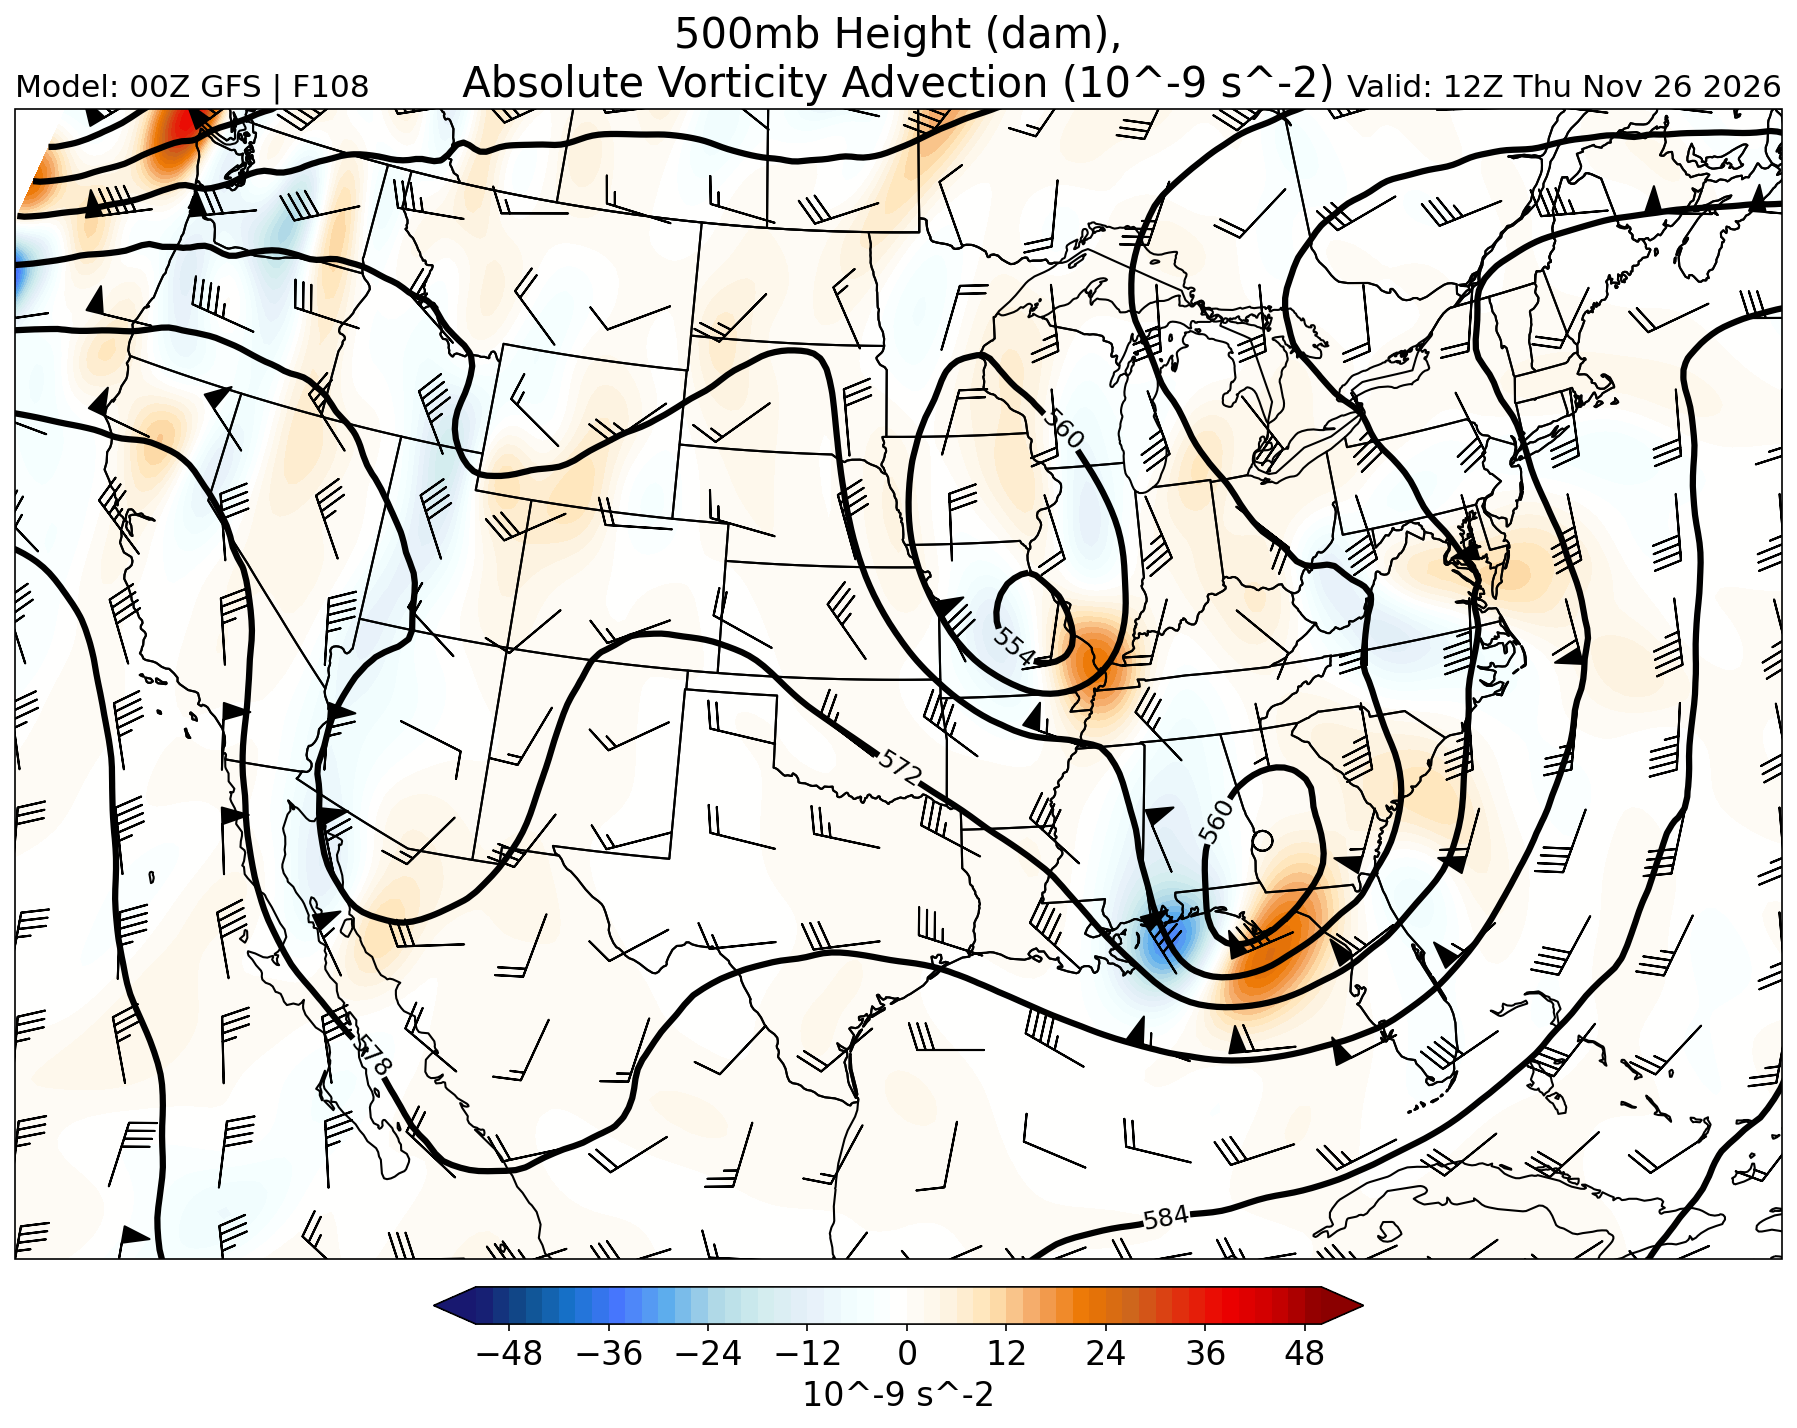 500mb Height (dam),
Model: 00Z GFS | F108 Absolute Vorticity Advection (10^-9 s^-2) Valid: 12Z Thu Nov 26 2026
560
554
572
560
578
584
−48 −36 −24 −12 0 12 24 36 48
10^-9 s^-2